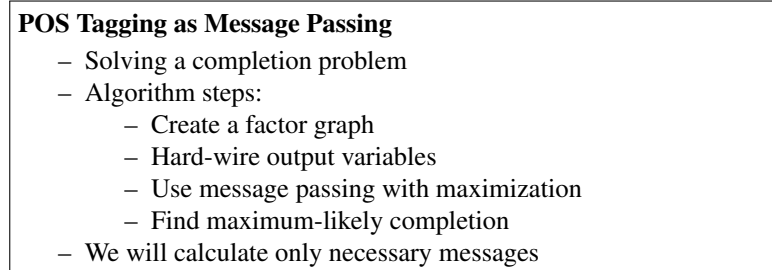 POS Tagging as Message Passing
– Solving a completion problem
– Algorithm steps:
– Create a factor graph
– Hard-wire output variables
– Use message passing with maximization
– Find maximum-likely completion
– We will calculate only necessary messages